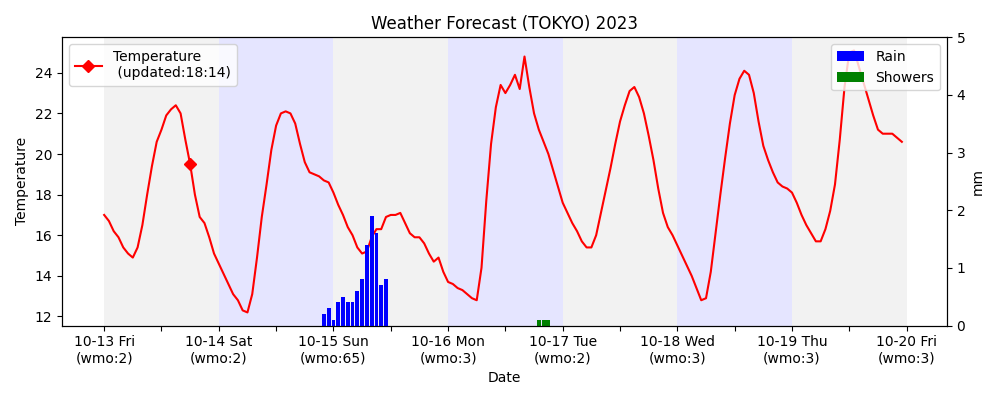 Weather Forecast (TOKYO) 2023
Temperature
(updated:18:14)
Rain
Showers
Temperature
24
22
20
18
16
14
12
5
4
3
2
1
0
mm
10-13 Fri
(wmo:2)
10-14 Sat
(wmo:2)
10-15 Sun
(wmo:65)
10-16 Mon
(wmo:3)
10-17 Tue
(wmo:2)
10-18 Wed
(wmo:3)
10-19 Thu
(wmo:3)
10-20 Fri
(wmo:3)
Date